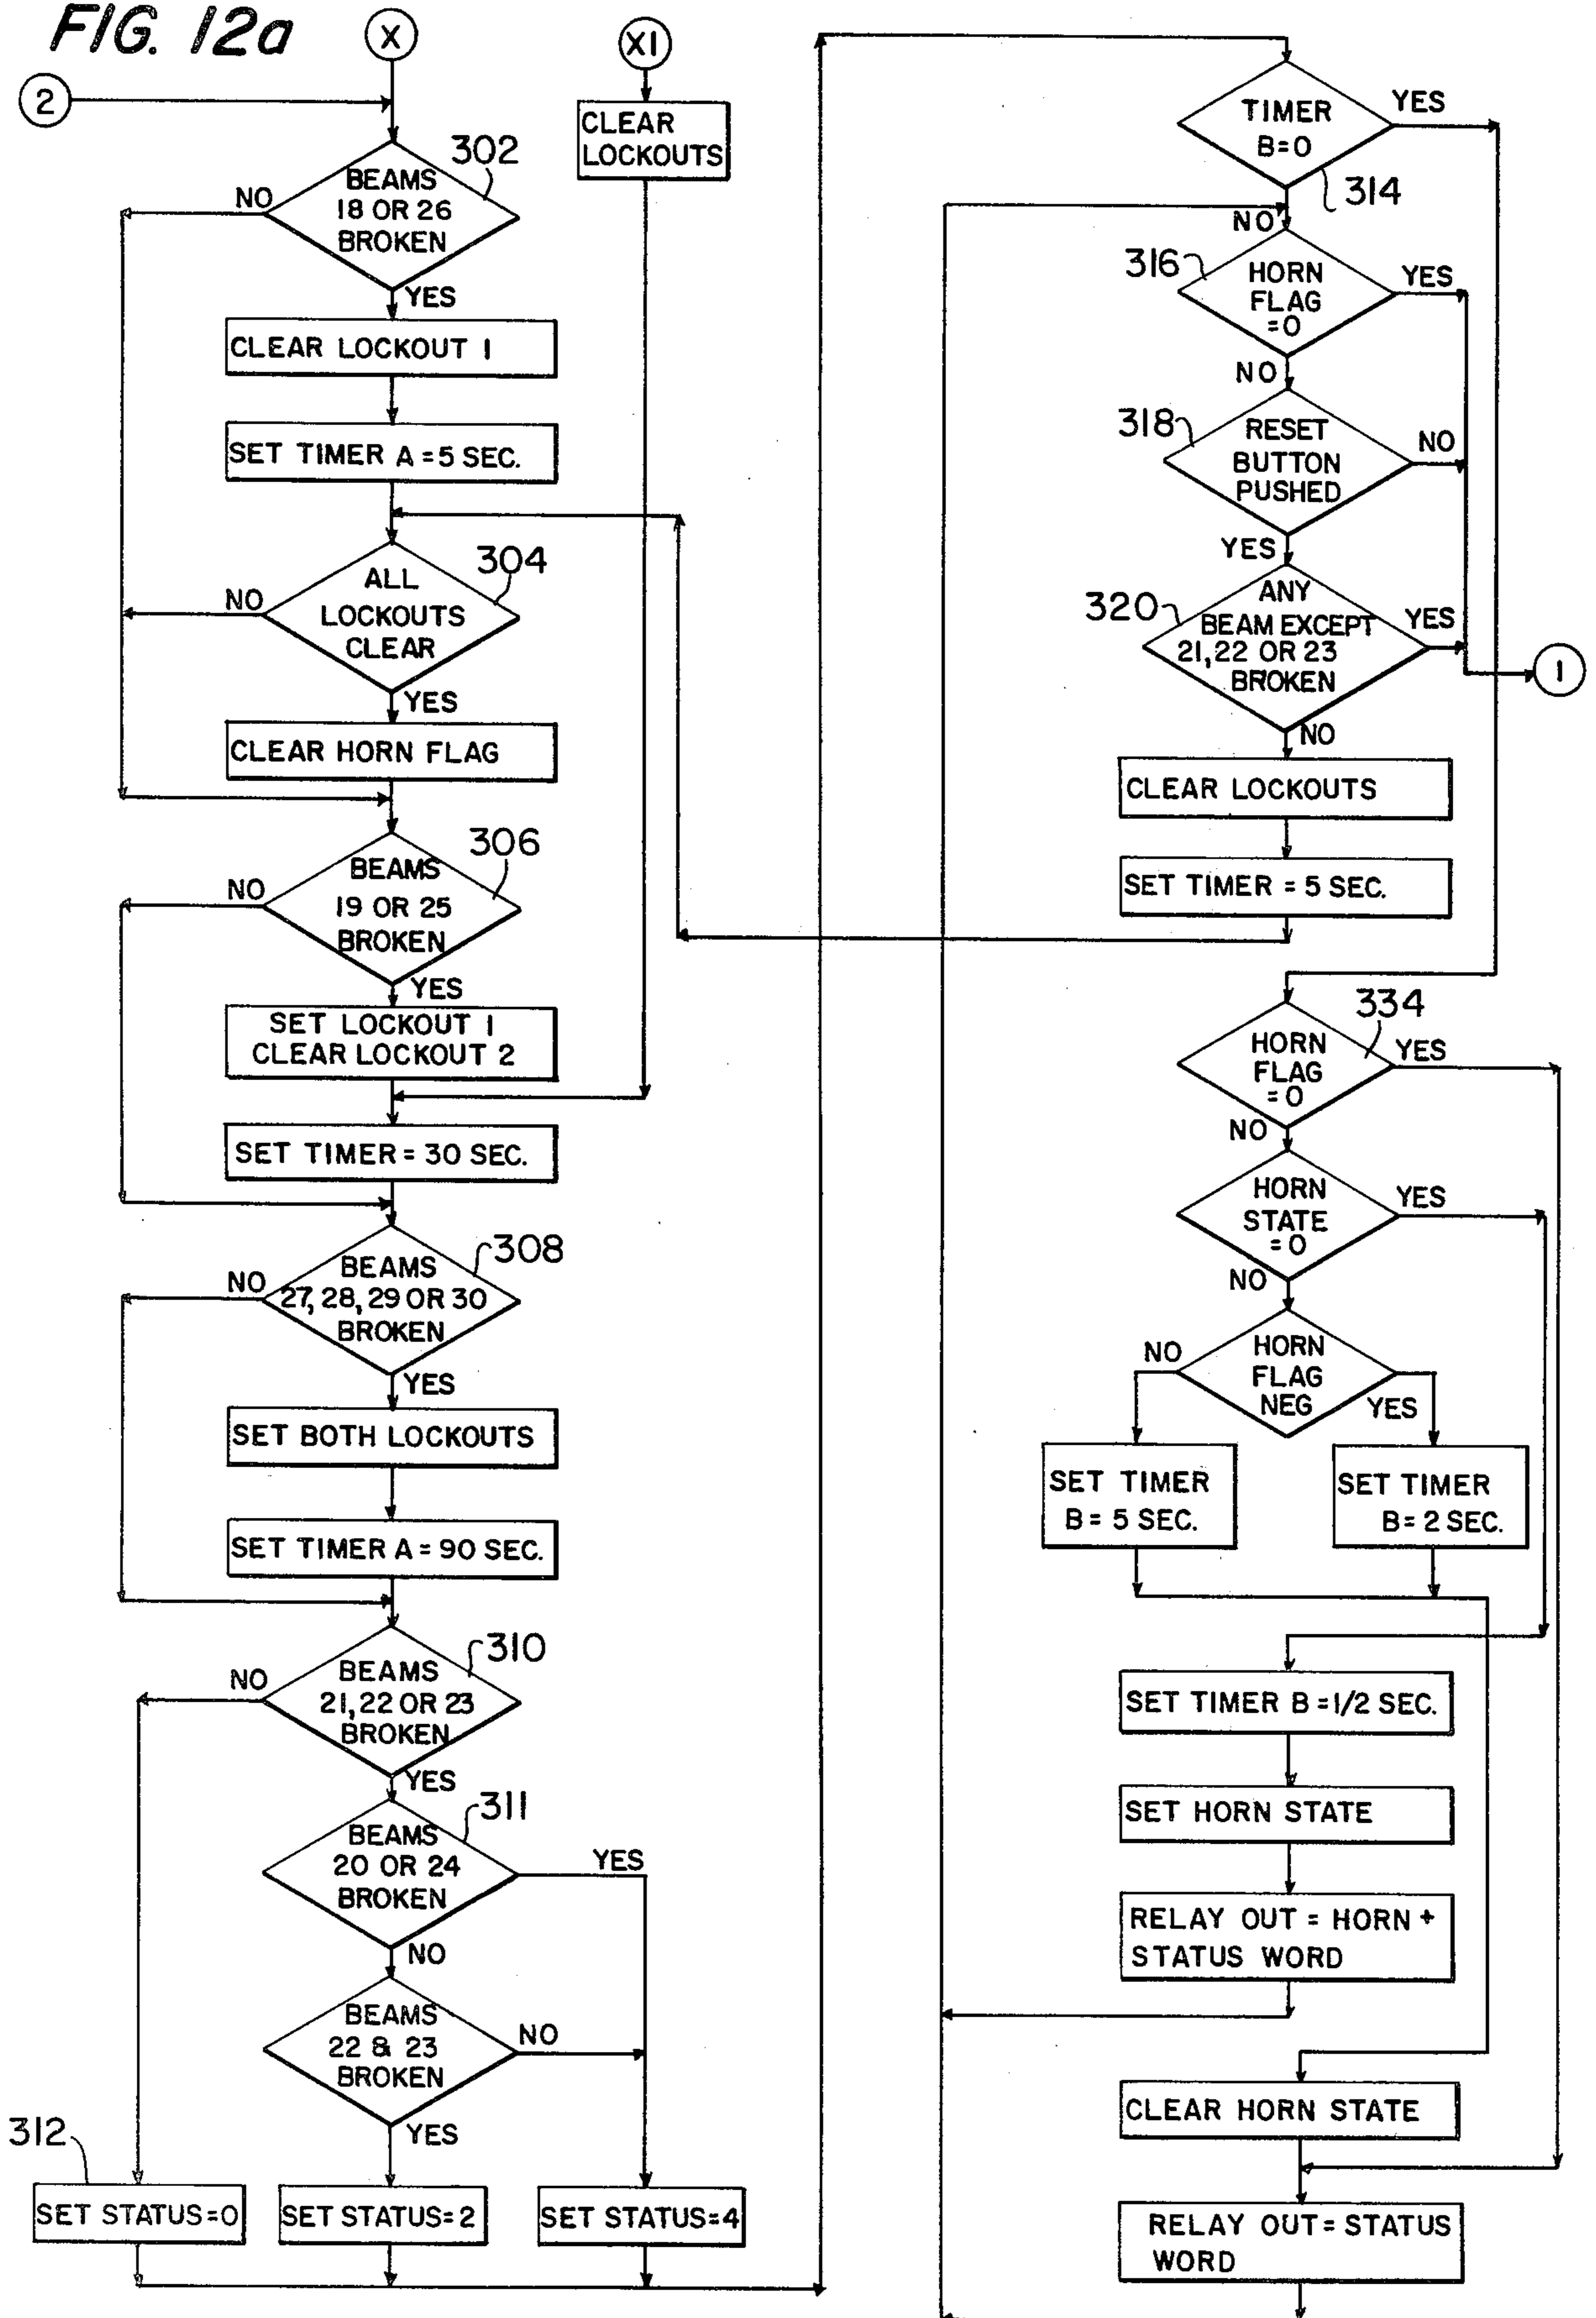 FIG. 12a
X
XI
2
CLEAR
LOCKOUTS
302
BEAMS
18 OR 26
BROKEN
NO
YES
CLEAR LOCKOUT 1
SET TIMER A = 5 SEC.
304
ALL
LOCKOUTS
CLEAR
NO
YES
CLEAR HORN FLAG
306
BEAMS
19 OR 25
BROKEN
NO
YES
SET LOCKOUT 1
CLEAR LOCKOUT 2
SET TIMER = 30 SEC.
308
BEAMS
27, 28, 29 OR 30
BROKEN
NO
YES
SET BOTH LOCKOUTS
SET TIMER A = 90 SEC.
310
BEAMS
21, 22 OR 23
BROKEN
NO
YES
311
BEAMS
20 OR 24
BROKEN
YES
NO
BEAMS
22 & 23
BROKEN
NO
YES
312
SET STATUS=0
SET STATUS=2
SET STATUS=4
TIMER
B=0
YES
314
NO
316
HORN
FLAG
=0
YES
NO
318
RESET
BUTTON
PUSHED
NO
YES
320
ANY
BEAM EXCEPT
21, 22 OR 23
BROKEN
YES
1
NO
CLEAR LOCKOUTS
SET TIMER = 5 SEC.
334
HORN
FLAG
=0
YES
NO
HORN
STATE
=0
YES
NO
HORN
FLAG
NEG
NO
YES
SET TIMER
B= 5 SEC.
SET TIMER
B= 2 SEC.
SET TIMER B =1/2 SEC.
SET HORN STATE
RELAY OUT = HORN +
STATUS WORD
CLEAR HORN STATE
RELAY OUT= STATUS
WORD